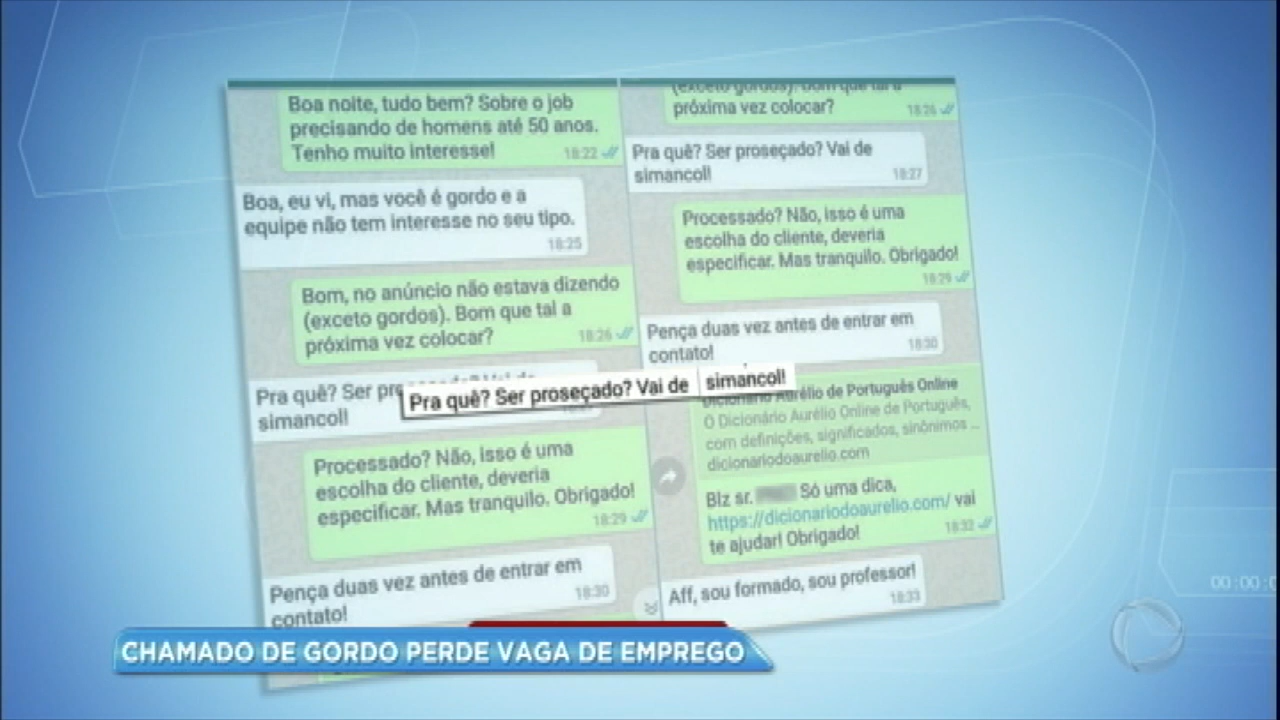 Boa noite, tudo bem? Sobre o job
precisando de homens até 50 anos.
Tenho muito interesse!
18:22
Boa, eu vi, mas você é gordo e a
equipe não tem interesse no seu tipo.
18:25
Bom, no anúncio não estava dizendo
(exceto gordos). Bom que tal a
próxima vez colocar?
18:26
Pra quê? Ser
simancol!
Processado? Não, isso é uma
escolha do cliente, deveria
especificar. Mas tranquilo. Obrigado!
18:29
Pença duas vez antes de entrar em
contato!
18:30
(exceto gordos). Bom que tal a
próxima vez colocar?
18:26
Pra quê? Ser proseçado? Vai de
simancol!
18:27
Processado? Não, isso é uma
escolha do cliente, deveria
especificar. Mas tranquilo. Obrigado!
18:29
Pença duas vez antes de entrar em
contato!
18:30
Pra quê? Ser proseçado? Vai de simancol!
Dicionário Aurélio de Português Online
O Dicionário Aurélio Online de Português,
com definições, significados, sinônimos ...
dicionariodoaurelio.com
Blz sr. Só uma dica,
https://dicionariodoaurelio.com/ vai
te ajudar! Obrigado!
18:32
Aff, sou formado, sou professor!
18:33
CHAMADO DE GORDO PERDE VAGA DE EMPREGO